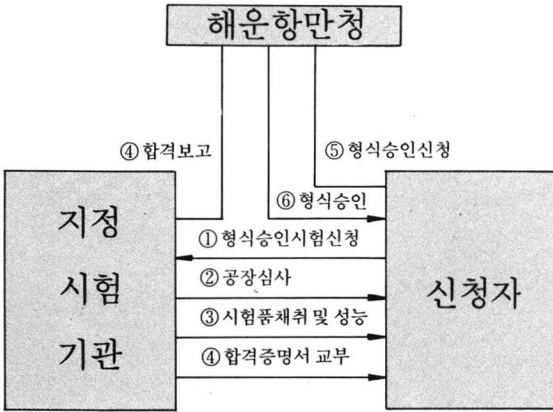 해운항만청
④ 합격보고
⑤ 형식승인신청
⑥ 형식승인
① 형식승인시험신청
② 공장심사
③ 시험품채취 및 성능
④ 합격증명서 교부
지정
시험
기관
신청자